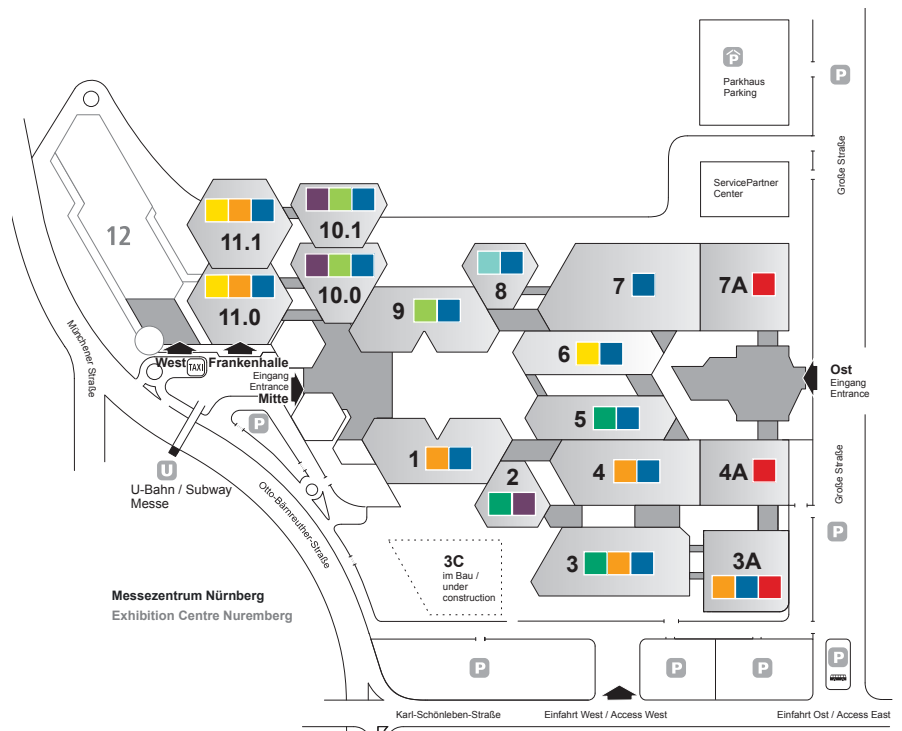 P
Parkhaus
Parking
P
Große Straße
ServicePartner
Center
12
11.1
10.1
11.0
10.0
9
8
7
7A
6
5
West
TAXI
Frankenhalle
Eingang
Entrance
Mitte
Ost
Eingang
Entrance
Münchener Straße
P
U
U-Bahn / Subway
Messe
Otto-Bärnreuther-Straße
1
2
4
4A
Große Straße
P
3
3A
3C
im Bau /
under
construction
Messezentrum Nürnberg
Exhibition Centre Nuremberg
P
P
P
P
Karl-Schönleben-Straße
Einfahrt West / Access West
Einfahrt Ost / Access East